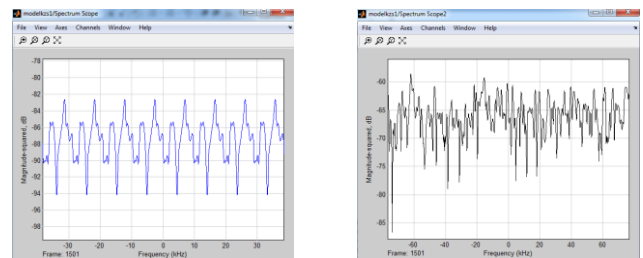 modelkzs1/Spectrum Scope
File View Axes Channels Window Help
-78
-80
-82
-84
-86
-88
-90
-92
-94
-96
-98
Magnitude-squared, dB
-30 -20 -10 0 10 20 30
Frame: 1501 Frequency (kHz)
modelkzs1/Spectrum Scope2
File View Axes Channels Window Help
-60
-65
-70
-75
-80
-85
Magnitude-squared, dB
-60 -40 -20 0 20 40 60
Frame: 1501 Frequency (kHz)